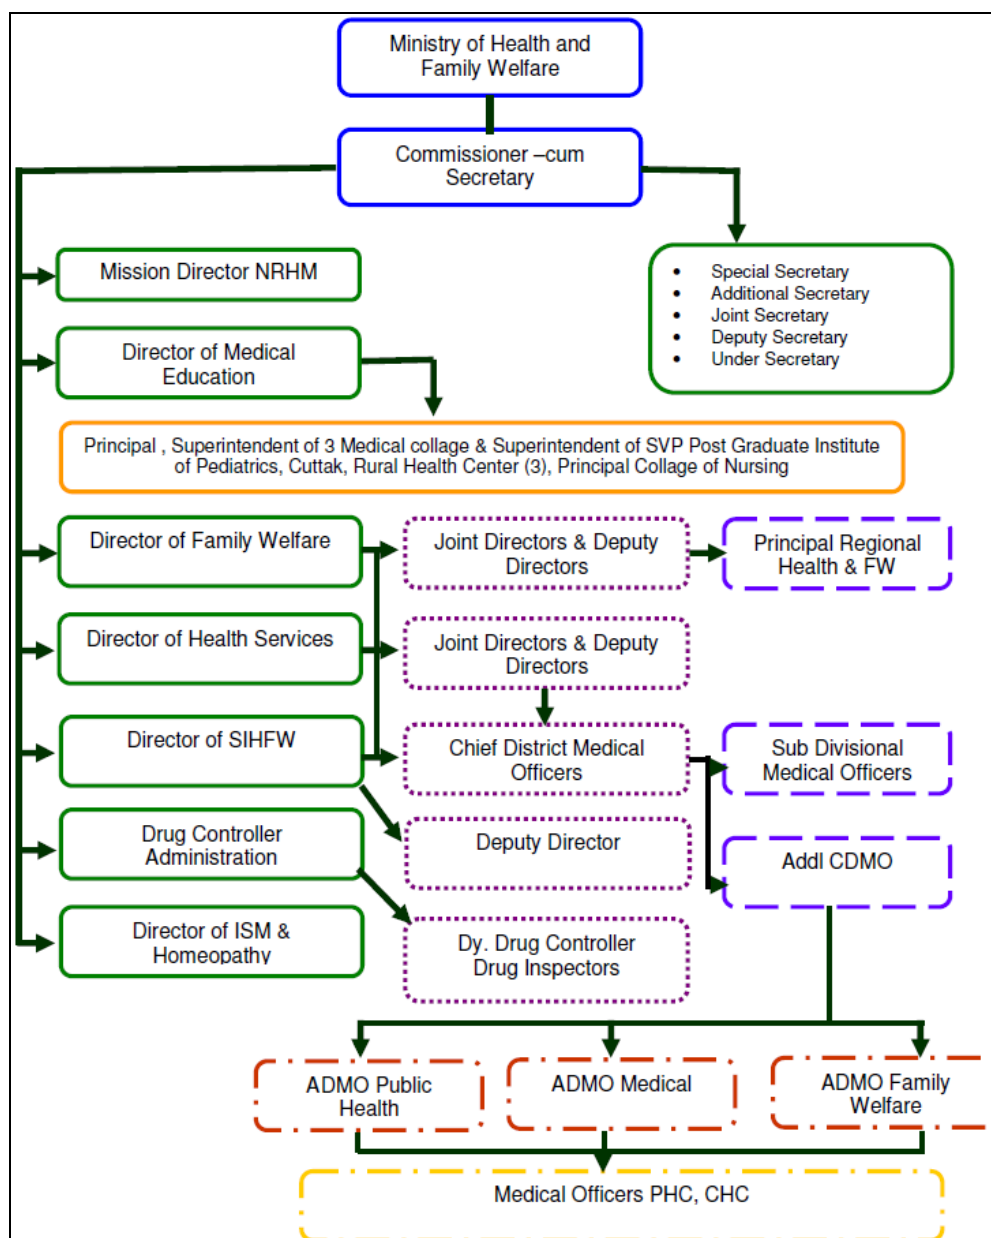 Ministry of Health and
Family Welfare
Commissioner –cum
Secretary
• Special Secretary
• Additional Secretary
• Joint Secretary
• Deputy Secretary
• Under Secretary
Mission Director NRHM
Director of Medical
Education
Principal , Superintendent of 3 Medical collage & Superintendent of SVP Post Graduate Institute
of Pediatrics, Cuttak, Rural Health Center (3), Principal Collage of Nursing
Director of Family Welfare
Joint Directors & Deputy
Directors
Principal Regional
Health & FW
Director of Health Services
Joint Directors & Deputy
Directors
Director of SIHFW
Chief District Medical
Officers
Sub Divisional
Medical Officers
Drug Controller
Administration
Deputy Director
Addl CDMO
Director of ISM &
Homeopathy
Dy. Drug Controller
Drug Inspectors
ADMO Public
Health
ADMO Medical
ADMO Family
Welfare
Medical Officers PHC, CHC